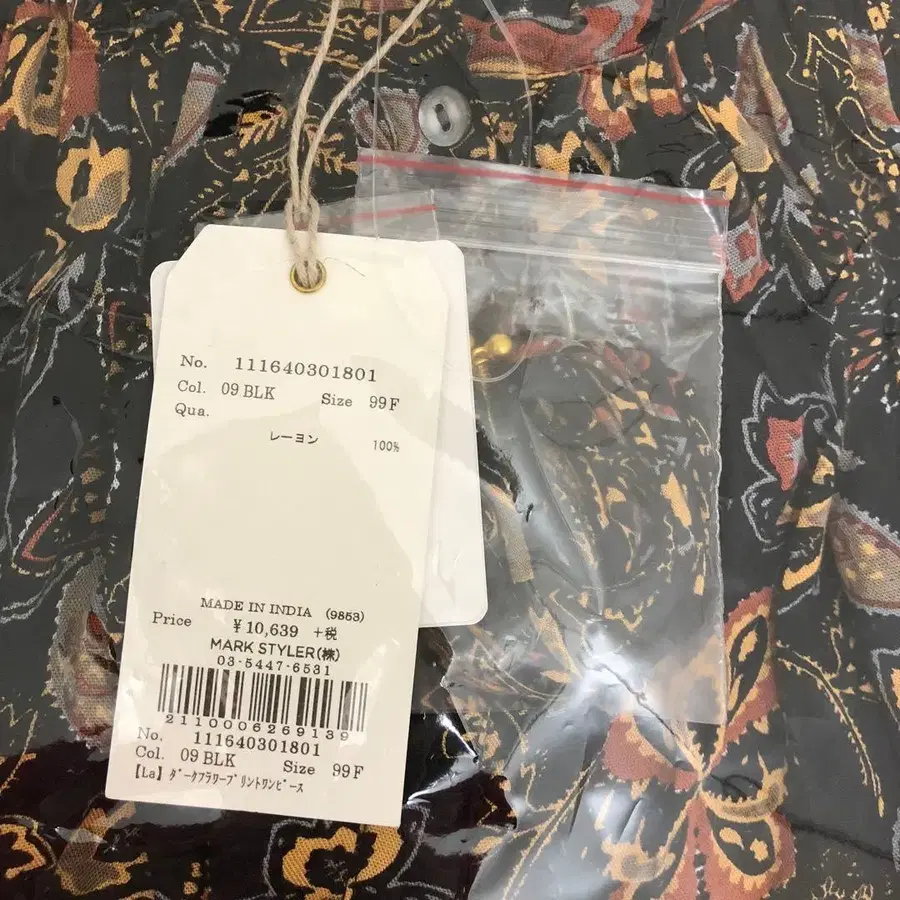 No. 111640301801
Col. 09 BLK Size 99F
Qua.
レーヨン 100%
MADE IN INDIA (9853)
Price ¥10,639 +税
MARK STYLER(株)
03-5447-6531
2110006269139
No. 111640301801
Col. 09 BLK Size 99F
【La】ﾀﾞｰｸﾌﾗﾜｰﾌﾟﾘﾝﾄﾜﾝﾋﾟｰｽ